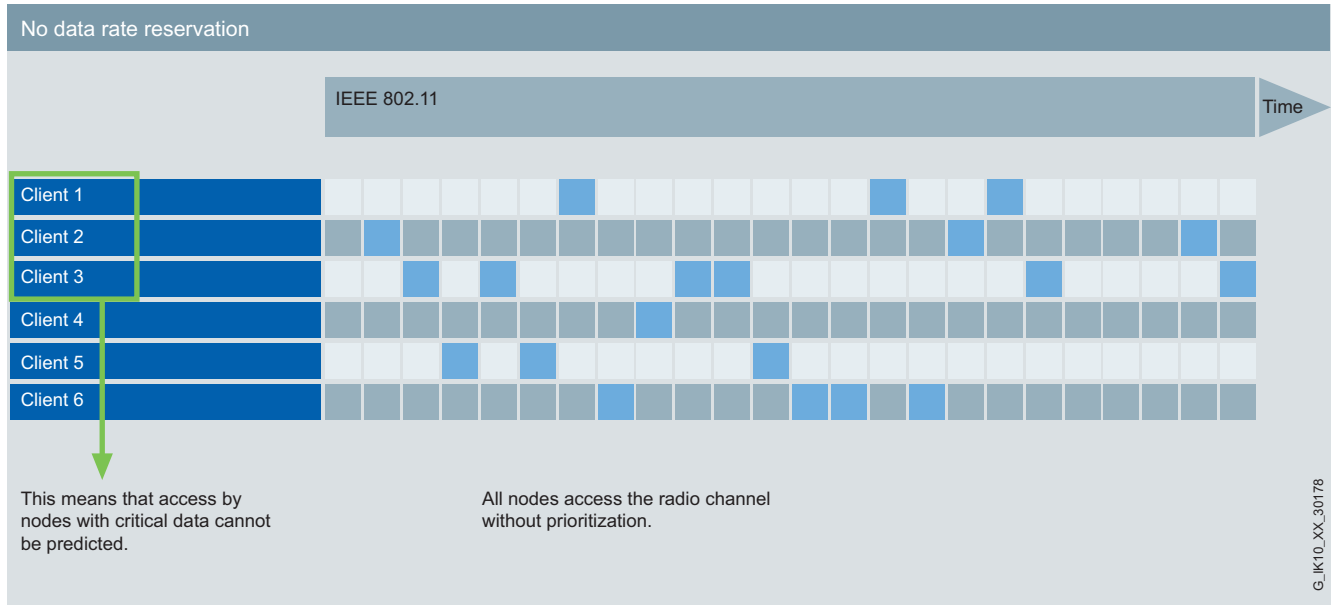 No data rate reservation
IEEE 802.11
Time
Client 1
Client 2
Client 3
Client 4
Client 5
Client 6
This means that access by
nodes with critical data cannot
be predicted.
All nodes access the radio channel
without prioritization.
G_IK10_XX_30178